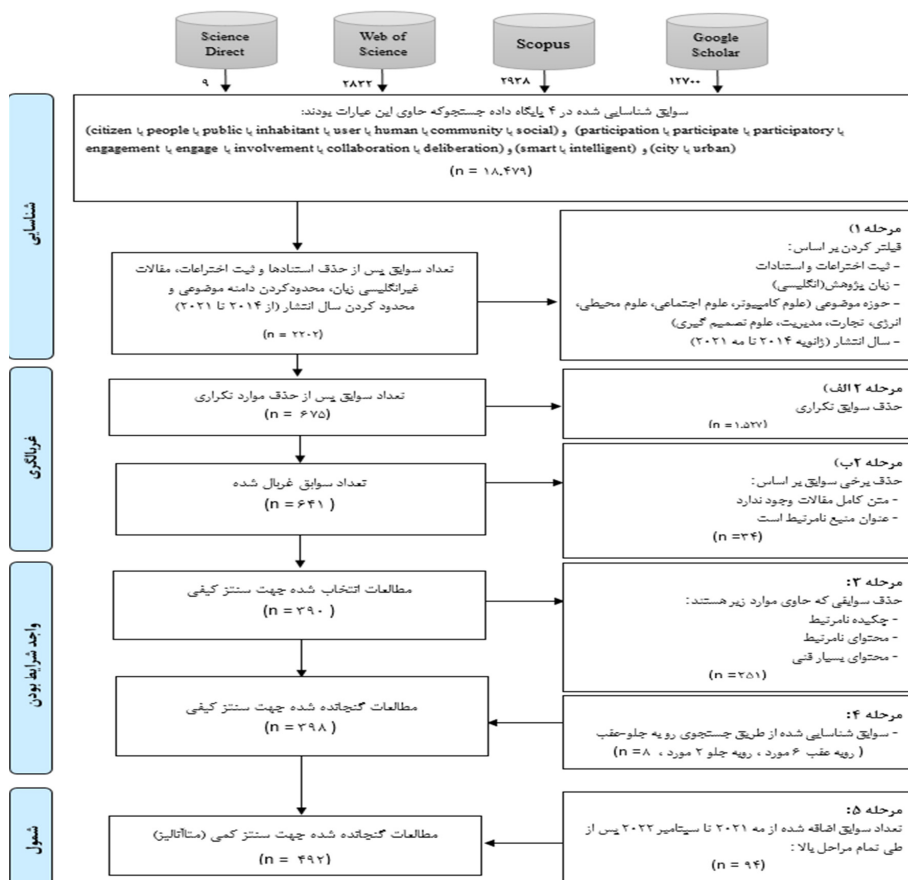 Science
Direct
Web of
Science
Scopus
Google
Scholar
۹
۲۸۳۲
۲۹۳۸
۱۲۷۰۰
سوابق شناسایی شده در ۴ پایگاه داده جستجوکه حاوی این عبارات بودند:
(citizen یا people یا public یا inhabitant یا user یا human یا community یا social) و (participation یا participate یا participatory یا
engagement یا engage یا involvement یا collaboration یا deliberation) و (smart یا intelligent) و (city یا urban)
(n = ۱۸.۴۷۹)
شناسایی
تعداد سوابق پس از حذف استنادها و ثبت اختراعات، مقالات
غیرانگلیسی زبان، محدودکردن دامنه موضوعی و
محدود کردن سال انتشار (از ۲۰۱۴ تا ۲۰۲۱)
(n = ۲۲۰۲)
مرحله ۱)
فیلتر کردن بر اساس:
- ثبت اختراعات و استنادات
- زبان پژوهش(انگلیسی)
- حوزه موضوعی (علوم کامپیوتر، علوم اجتماعی، علوم محیطی،
انرژی، تجارت، مدیریت، علوم تصمیم گیری)
- سال انتشار (ژانویه ۲۰۱۴ تا مه ۲۰۲۱)
غربالگری
تعداد سوابق پس از حذف موارد تکراری
(n = ۶۷۵)
مرحله ۲ الف)
حذف سوابق تکراری
(n =۱.۵۲۷)
تعداد سوابق غربال شده
(n =۶۴۱)
مرحله ۲ب)
حذف برخی سوابق بر اساس:
- متن کامل مقالات وجود ندارد
- عنوان منبع نامرتبط است
(n =۳۴)
واجد شرایط بودن
مطالعات انتخاب شده جهت سنتز کیفی
(n = ۳۹۰)
مرحله ۳:
حذف سوابقی که حاوی موارد زیر هستند:
- چکیده نامرتبط
- محتوای نامرتبط
- محتوای بسیار فنی
(n =۲۵۱)
مطالعات گنجانده شده جهت سنتز کیفی
(n =۳۹۸)
مرحله ۴:
- سوابق شناسایی شده از طریق جستجوی رو به جلو-عقب
( روبه عقب ۶ مورد ، روبه جلو ۲ مورد ، n =۸)
شمول
مطالعات گنجانده شده جهت سنتز کمی (متاآنالیز)
(n = ۴۹۲)
مرحله ۵:
تعداد سوابق اضافه شده از مه ۲۰۲۱ تا سپتامبر ۲۰۲۲ پس از
طی تمام مراحل بالا :
(n = ۹۴)